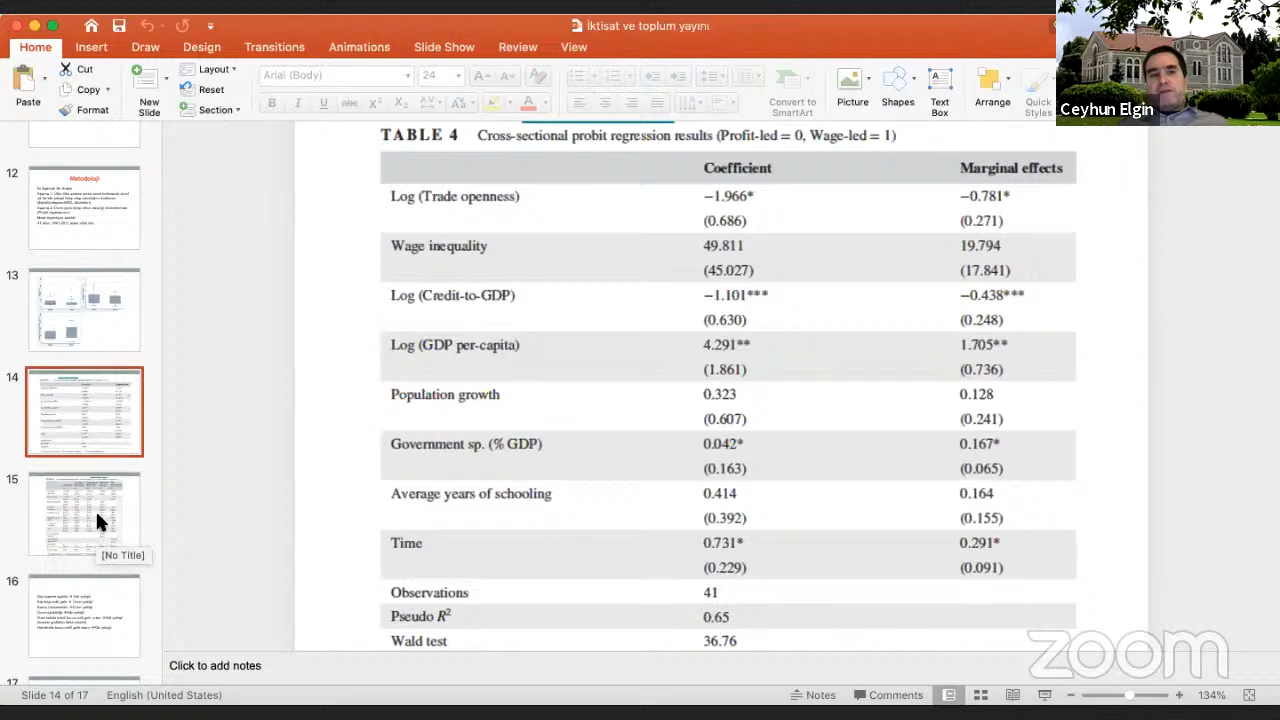 İktisat ve toplum yayını
Home Insert Draw Design Transitions Animations Slide Show Review View
Paste
Cut
Copy
Format
New Slide
Layout
Reset
Section
Arial (Body) 24
B I U abc X² X₂ AV Aa A
Convert to SmartArt
Picture
Shapes
Text Box
Arrange
Quick Styles
Ceyhun Elgin
12
Metodoloji
13
14
15
[No Title]
16
17
TABLE 4 Cross-sectional probit regression results (Profit-led = 0, Wage-led = 1)
Coefficient Marginal effects
Log (Trade openness) −1.966* −0.781*
(0.686) (0.271)
Wage inequality 49.811 19.794
(45.027) (17.841)
Log (Credit-to-GDP) −1.101*** −0.438***
(0.630) (0.248)
Log (GDP per-capita) 4.291** 1.705**
(1.861) (0.736)
Population growth 0.323 0.128
(0.607) (0.241)
Government sp. (% GDP) 0.042* 0.167*
(0.163) (0.065)
Average years of schooling 0.414 0.164
(0.392) (0.155)
Time 0.731* 0.291*
(0.229) (0.091)
Observations 41
Pseudo R² 0.65
Wald test 36.76
zoom
Click to add notes
Slide 14 of 17 English (United States) Notes Comments 134%